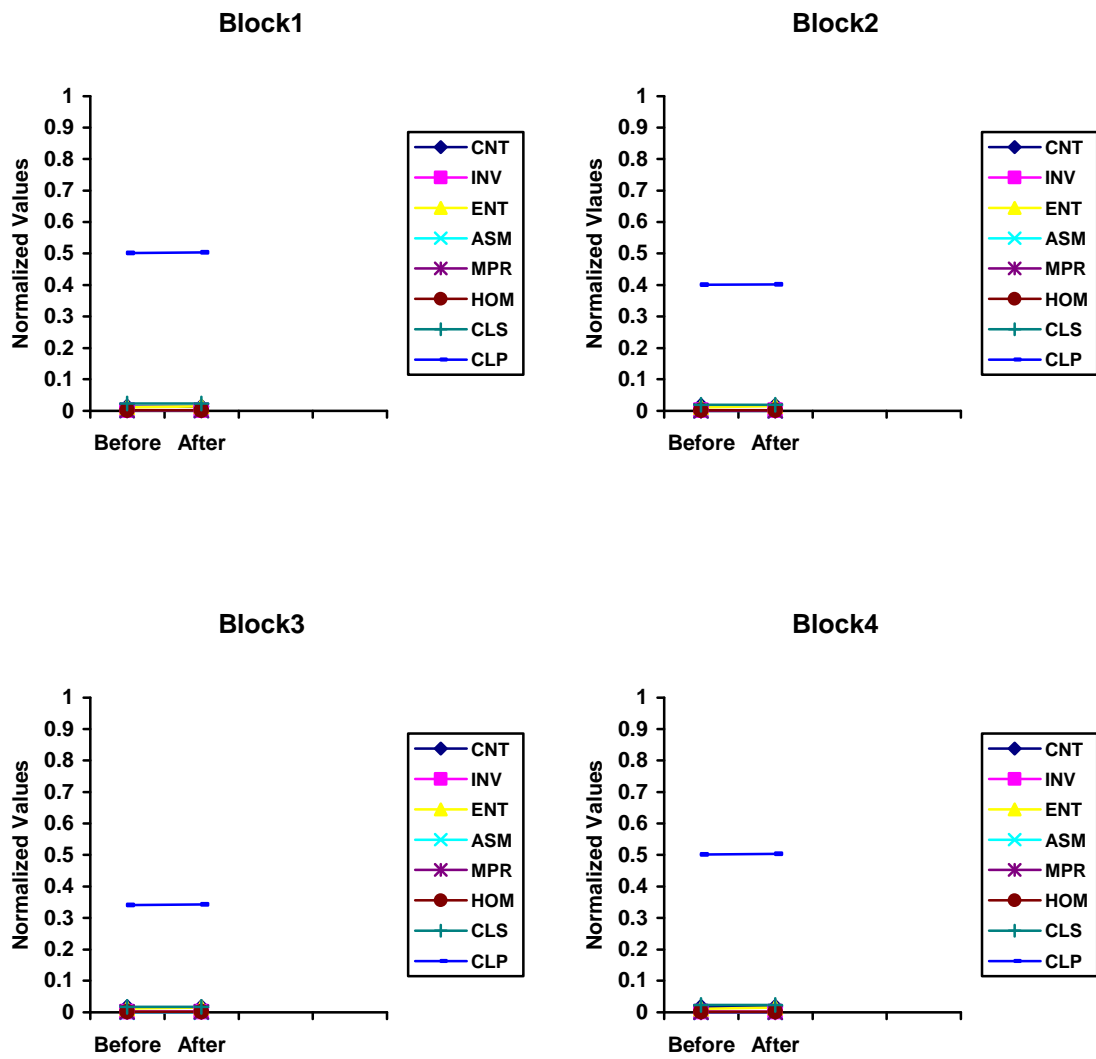 Block1
Normalized Values
1
0.9
0.8
0.7
0.6
0.5
0.4
0.3
0.2
0.1
0
Before After
CNT
INV
ENT
ASM
MPR
HOM
CLS
CLP
Block2
Normalized Vlaues
1
0.9
0.8
0.7
0.6
0.5
0.4
0.3
0.2
0.1
0
Before After
CNT
INV
ENT
ASM
MPR
HOM
CLS
CLP
Block3
Normalized Values
1
0.9
0.8
0.7
0.6
0.5
0.4
0.3
0.2
0.1
0
Before After
CNT
INV
ENT
ASM
MPR
HOM
CLS
CLP
Block4
Normalized Values
1
0.9
0.8
0.7
0.6
0.5
0.4
0.3
0.2
0.1
0
Before After
CNT
INV
ENT
ASM
MPR
HOM
CLS
CLP